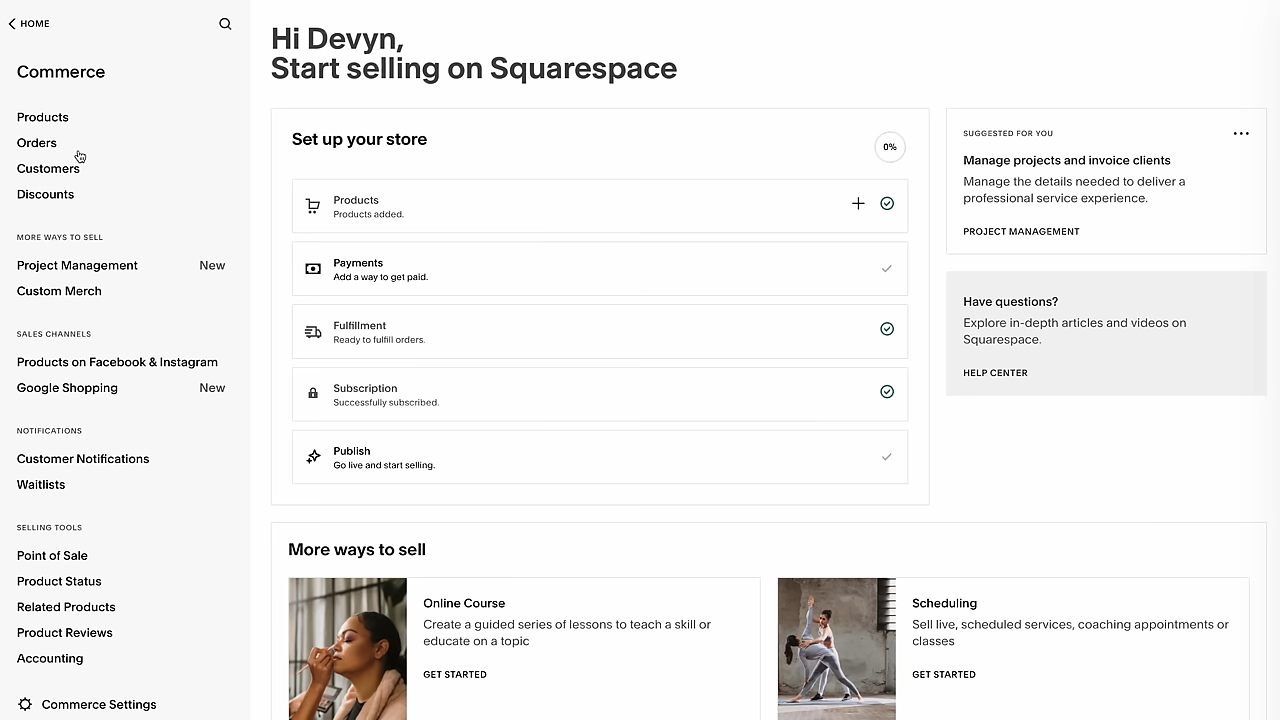 HOME
Commerce
Products
Orders
Customers
Discounts
MORE WAYS TO SELL
Project Management New
Custom Merch
SALES CHANNELS
Products on Facebook & Instagram
Google Shopping New
NOTIFICATIONS
Customer Notifications
Waitlists
SELLING TOOLS
Point of Sale
Product Status
Related Products
Product Reviews
Accounting
Commerce Settings
Hi Devyn,
Start selling on Squarespace
Set up your store
0%
Products
Products added.
Payments
Add a way to get paid.
Fulfillment
Ready to fulfill orders.
Subscription
Successfully subscribed.
Publish
Go live and start selling.
SUGGESTED FOR YOU
Manage projects and invoice clients
Manage the details needed to deliver a
professional service experience.
PROJECT MANAGEMENT
Have questions?
Explore in-depth articles and videos on
Squarespace.
HELP CENTER
More ways to sell
Online Course
Create a guided series of lessons to teach a skill or
educate on a topic
GET STARTED
Scheduling
Sell live, scheduled services, coaching appointments or
classes
GET STARTED